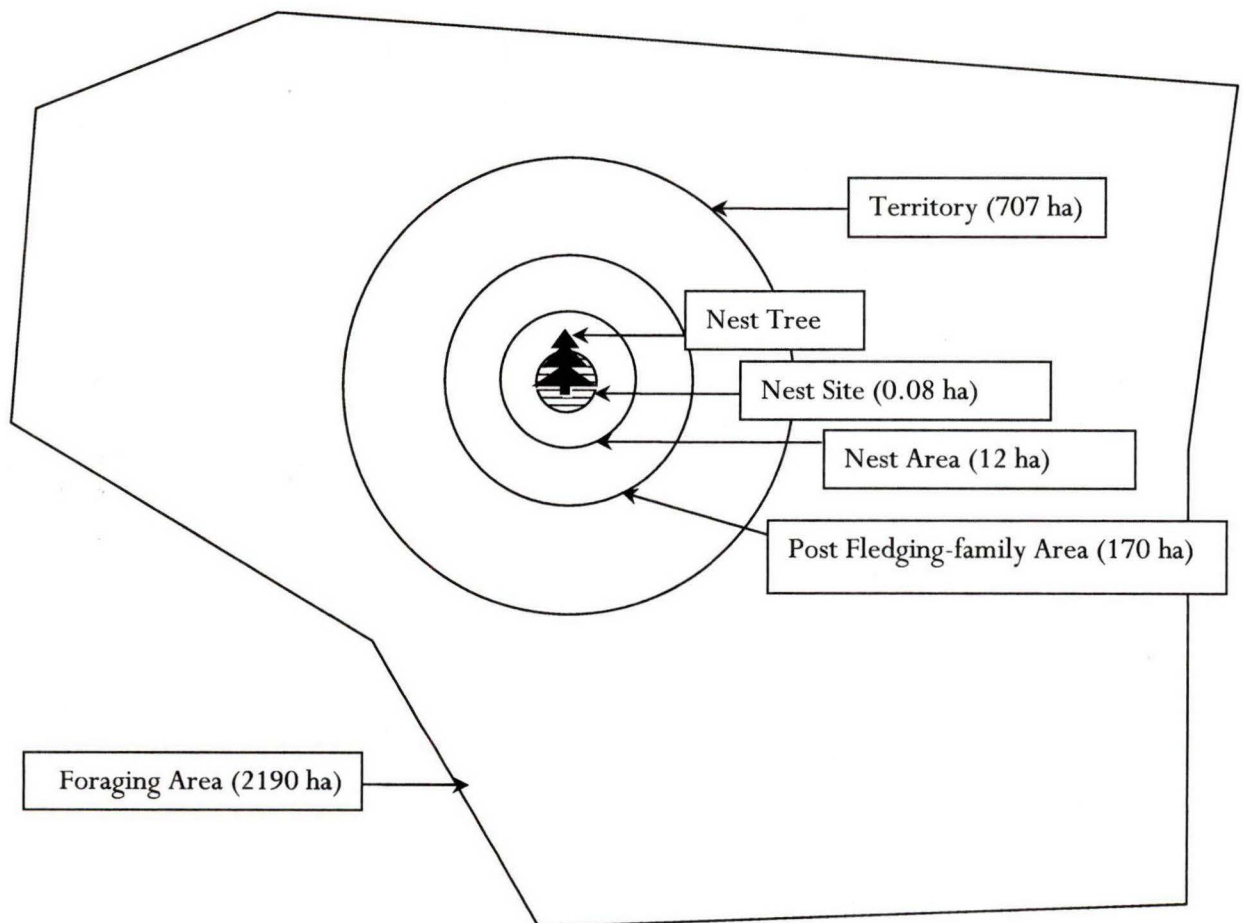 Territory (707 ha)
Nest Tree
Nest Site (0.08 ha)
Nest Area (12 ha)
Post Fledging-family Area (170 ha)
Foraging Area (2190 ha)